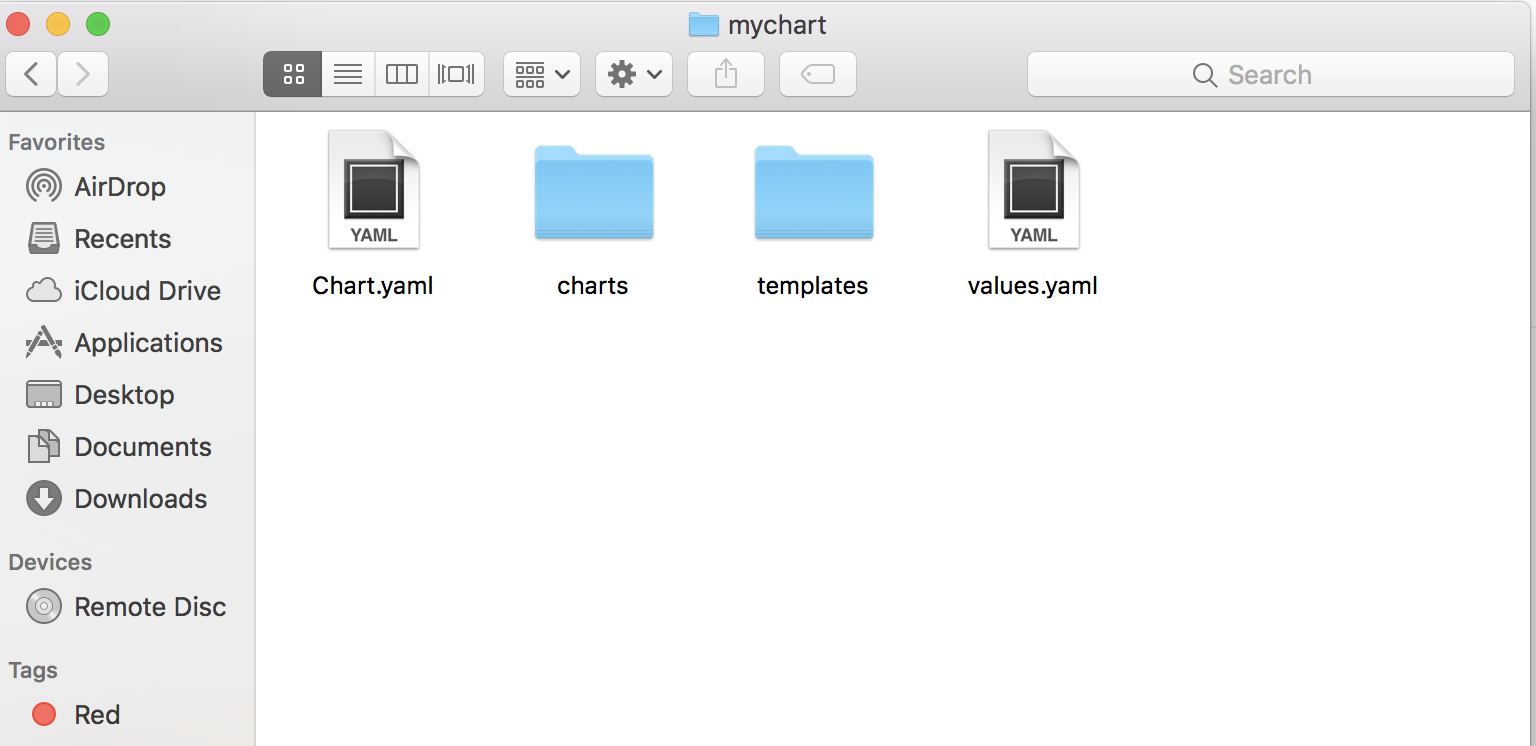 mychart
Search
Favorites
AirDrop
Recents
iCloud Drive
Applications
Desktop
Documents
Downloads
Devices
Remote Disc
Tags
Red
YAML
YAML
Chart.yaml
charts
templates
values.yaml